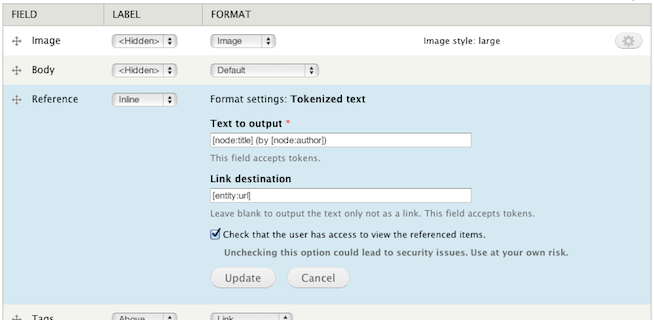 FIELD LABEL FORMAT
Image <Hidden> Image Image style: large
Body <Hidden> Default
Reference Inline Format settings: Tokenized text
Text to output *
[node:title] (by [node:author])
This field accepts tokens.
Link destination
[entity:url]
Leave blank to output the text only not as a link. This field accepts tokens.
Check that the user has access to view the referenced items.
Unchecking this option could lead to security issues. Use at your own risk.
Update Cancel
Tags Above Link